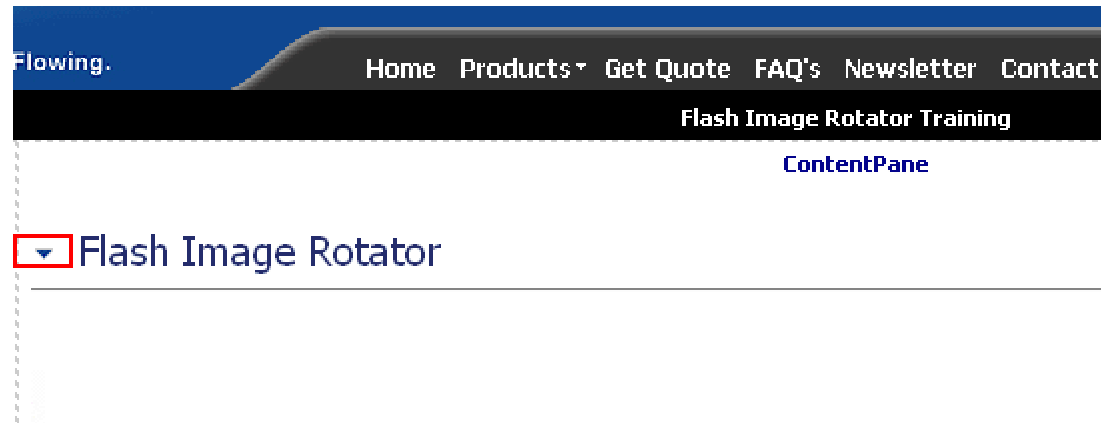 Flowing.
Home Products Get Quote FAQ's Newsletter Contact
Flash Image Rotator Training
ContentPane
Flash Image Rotator